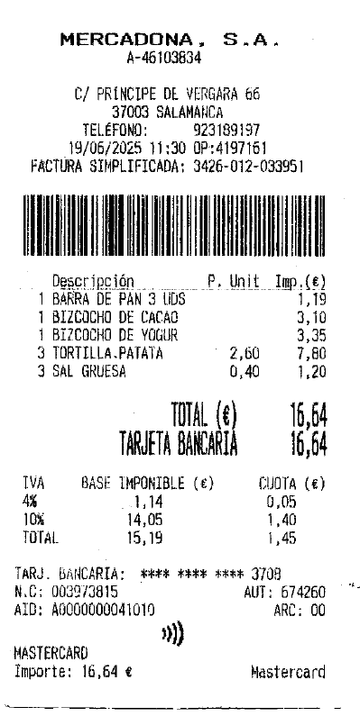 MERCADONA, S.A.
A-46103834
C/ PRÍNCIPE DE VERGARA 66
37003 SALAMANCA
TELÉFONO: 923189197
19/06/2025 11:30 OP:4197161
FACTURA SIMPLIFICADA: 3426-012-033951
Descripción P. Unit Imp.(€)
1 BARRA DE PAN 3 UDS 1,19
1 BIZCOCHO DE CACAO 3,10
1 BIZCOCHO DE YOGUR 3,35
3 TORTILLA.PATATA 2,60 7,80
3 SAL GRUESA 0,40 1,20
TOTAL (€) 16,64
TARJETA BANCARIA 16,64
IVA BASE IMPONIBLE (€) CUOTA (€)
4% 1,14 0,05
10% 14,05 1,40
TOTAL 15,19 1,45
TARJ. BANCARIA: **** **** **** 3708
N.C: 003973815 AUT: 674260
AID: A0000000041010 ARC: 00
MASTERCARD
Importe: 16,64 € Mastercard